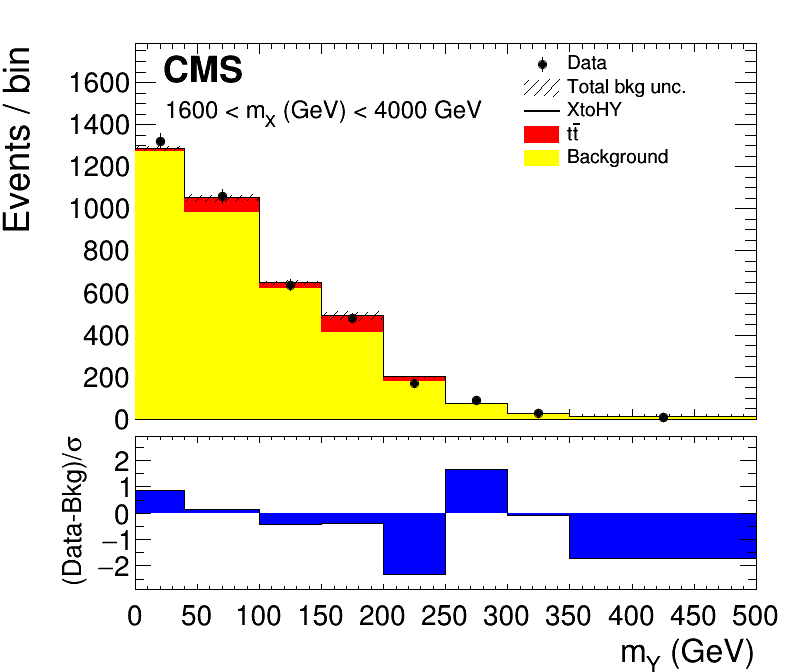 Events / bin
1600
1400
1200
1000
800
600
400
200
0
CMS
1600 < m_X (GeV) < 4000 GeV
Data
Total bkg unc.
XtoHY
tt̄
Background
(Data-Bkg)/σ
2
1
0
−1
−2
0 50 100 150 200 250 300 350 400 450 500
m_Y (GeV)